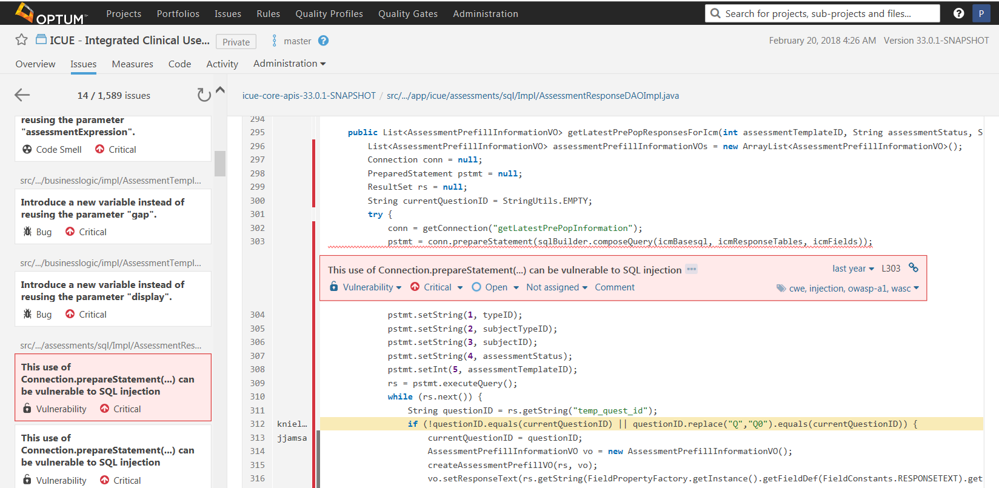 OPTUM™ Projects Portfolios Issues Rules Quality Profiles Quality Gates Administration Search for projects, sub-projects and files... ? P
ICUE - Integrated Clinical Use... Private master ? February 20, 2018 4:26 AM Version 33.0.1-SNAPSHOT
Overview Issues Measures Code Activity Administration
14 / 1,589 issues
reusing the parameter
"assessmentExpression".
Code Smell Critical
src/.../businesslogic/impl/AssessmentTempl...
Introduce a new variable instead of
reusing the parameter "gap".
Bug Critical
src/.../businesslogic/impl/AssessmentTempl...
Introduce a new variable instead of
reusing the parameter "display".
Bug Critical
src/.../assessments/sql/Impl/AssessmentRes...
This use of
Connection.prepareStatement(...) can
be vulnerable to SQL injection
Vulnerability Critical
This use of
Connection.prepareStatement(...) can
be vulnerable to SQL injection
Vulnerability Critical
icue-core-apis-33.0.1-SNAPSHOT / src/.../app/icue/assessments/sql/Impl/AssessmentResponseDAOImpl.java
294
295 public List<AssessmentPrefillInformationVO> getLatestPrePopResponsesForIcm(int assessmentTemplateID, String assessmentStatus, S
296 List<AssessmentPrefillInformationVO> assessmentPrefillInformationVOs = new ArrayList<AssessmentPrefillInformationVO>();
297 Connection conn = null;
298 PreparedStatement pstmt = null;
299 ResultSet rs = null;
300 String currentQuestionID = StringUtils.EMPTY;
301 try {
302 conn = getConnection("getLatestPrePopInformation");
303 pstmt = conn.prepareStatement(sqlBuilder.composeQuery(icmBasesql, icmResponseTables, icmFields));
This use of Connection.prepareStatement(...) can be vulnerable to SQL injection ... last year L303
Vulnerability Critical Open Not assigned Comment cwe, injection, owasp-a1, wasc
304 pstmt.setString(1, typeID);
305 pstmt.setString(2, subjectTypeID);
306 pstmt.setString(3, subjectID);
307 pstmt.setString(4, assessmentStatus);
308 pstmt.setInt(5, assessmentTemplateID);
309 rs = pstmt.executeQuery();
310 while (rs.next()) {
311 String questionID = rs.getString("temp_quest_id");
312 kniel... if (!questionID.equals(currentQuestionID) || questionID.replace("Q","Q0").equals(currentQuestionID)) {
313 jjamsa currentQuestionID = questionID;
314 AssessmentPrefillInformationVO vo = new AssessmentPrefillInformationVO();
315 createAssessmentPrefillVO(rs, vo);
316 vo.setResponseText(rs.getString(FieldPropertyFactory.getInstance().getFieldDef(FieldConstants.RESPONSETEXT).get